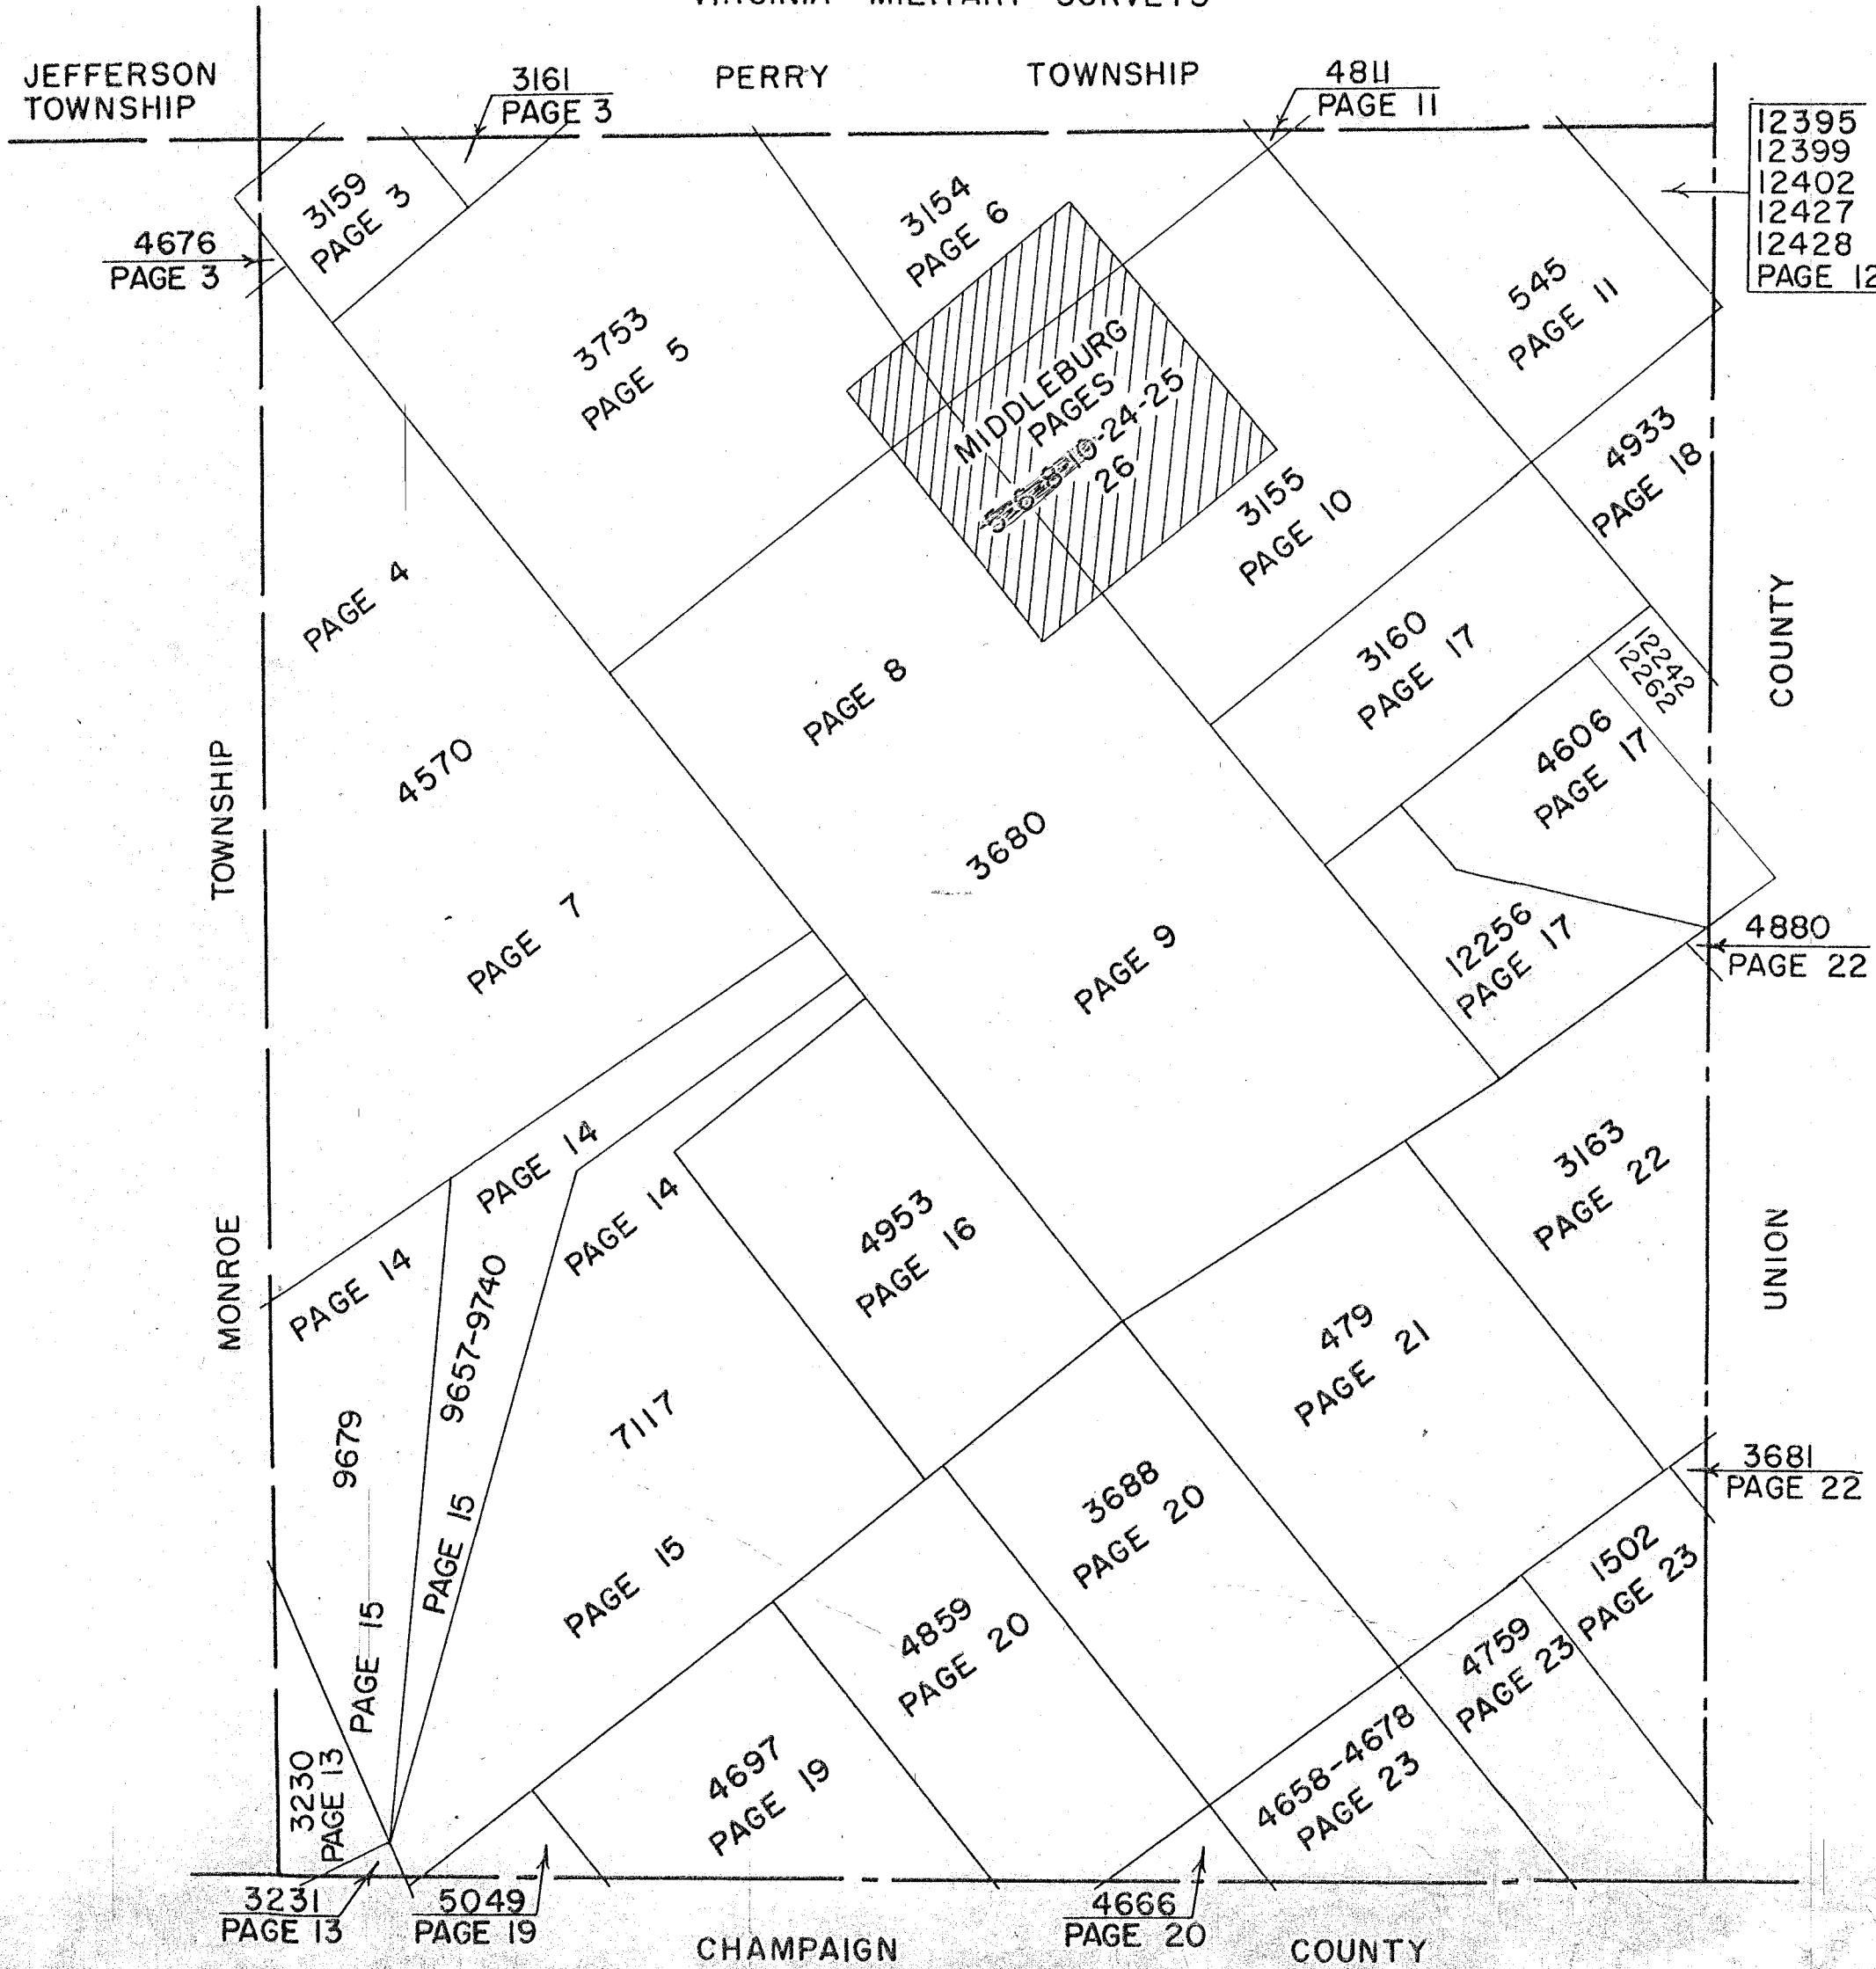 VIRGINIA MILITARY SURVEYS
JEFFERSON
TOWNSHIP
3161
PAGE 3
PERRY TOWNSHIP
4811
PAGE 11
12395
12399
12402
12427
12428
PAGE 12
3159
PAGE 3
4676
PAGE 3
3154
PAGE 6
545
PAGE 11
3753
PAGE 5
MIDDLEBURG
PAGES
5-6-8-10-24-25
26
4933
PAGE 18
3155
PAGE 10
PAGE 4
3160
PAGE 17
12242
12262
COUNTY
PAGE 8
4606
PAGE 17
4570
TOWNSHIP
3680
PAGE 7
PAGE 9
12256
PAGE 17
4880
PAGE 22
PAGE 14
3163
PAGE 22
PAGE 14
4953
PAGE 16
PAGE 14
MONROE
UNION
9657-9740
479
PAGE 21
7117
9679
3681
PAGE 22
3688
PAGE 20
PAGE 15
PAGE 15
1502
PAGE 23
4859
PAGE 20
4759
PAGE 23
PAGE 15
3230
PAGE 13
4697
PAGE 19
4658-4678
PAGE 23
3231
PAGE 13
5049
PAGE 19
4666
PAGE 20
CHAMPAIGN COUNTY